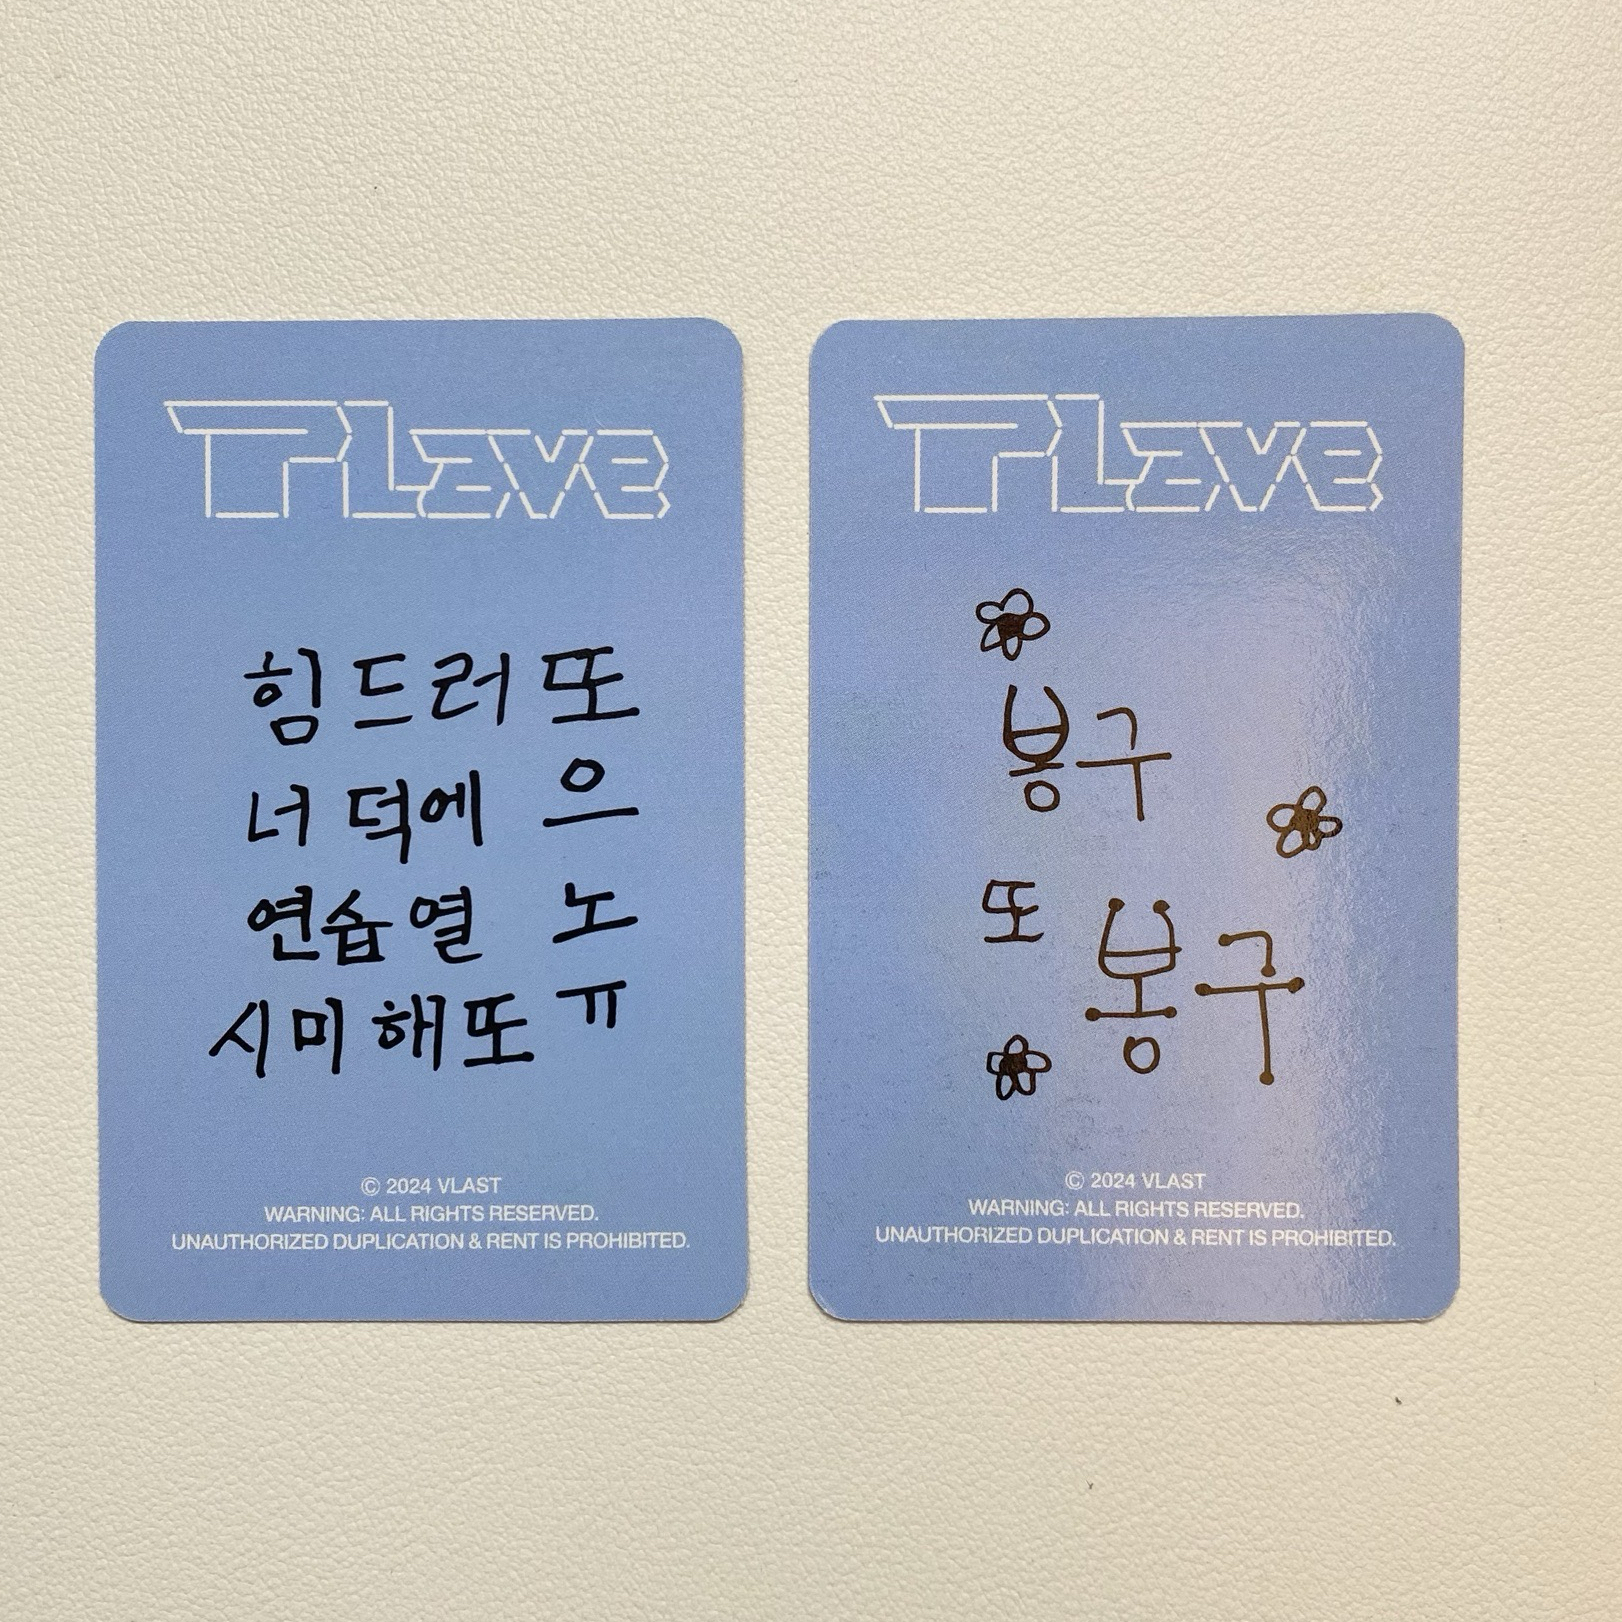 PLAVE
힘드러또
너덕에 으
연습열 노
시미해또 ㅠ
© 2024 VLAST
WARNING: ALL RIGHTS RESERVED.
UNAUTHORIZED DUPLICATION & RENT IS PROHIBITED.
PLAVE
봉구
또 봉구
© 2024 VLAST
WARNING: ALL RIGHTS RESERVED.
UNAUTHORIZED DUPLICATION & RENT IS PROHIBITED.